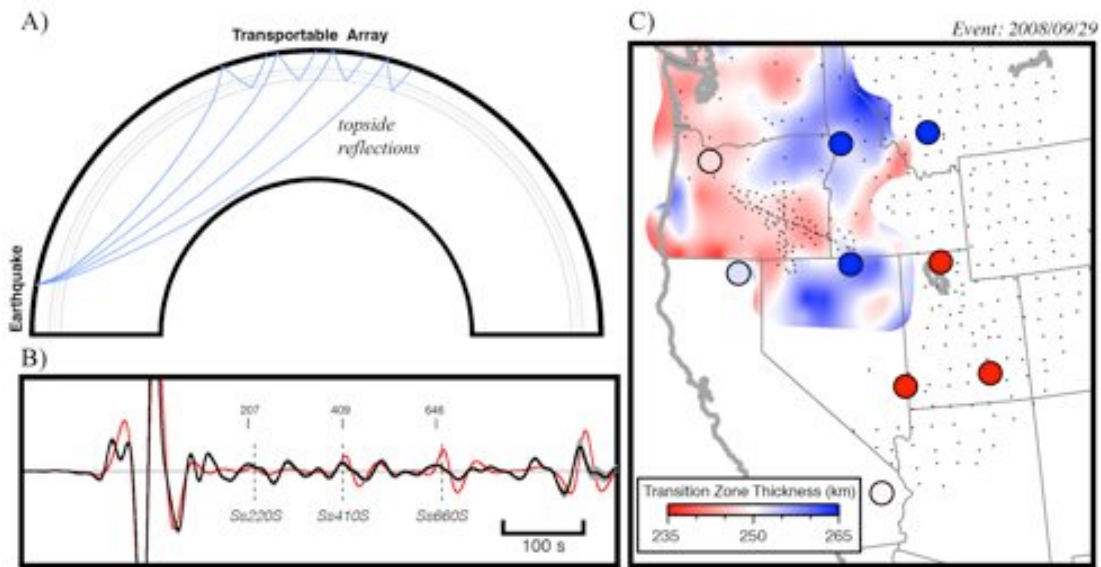 A)
Transportable Array
topside
reflections
Earthquake
B)
207
409
646
Ss220S
Ss410S
Ss660S
100 s
C)
Event: 2008/09/29
Transition Zone Thickness (km)
235
250
265